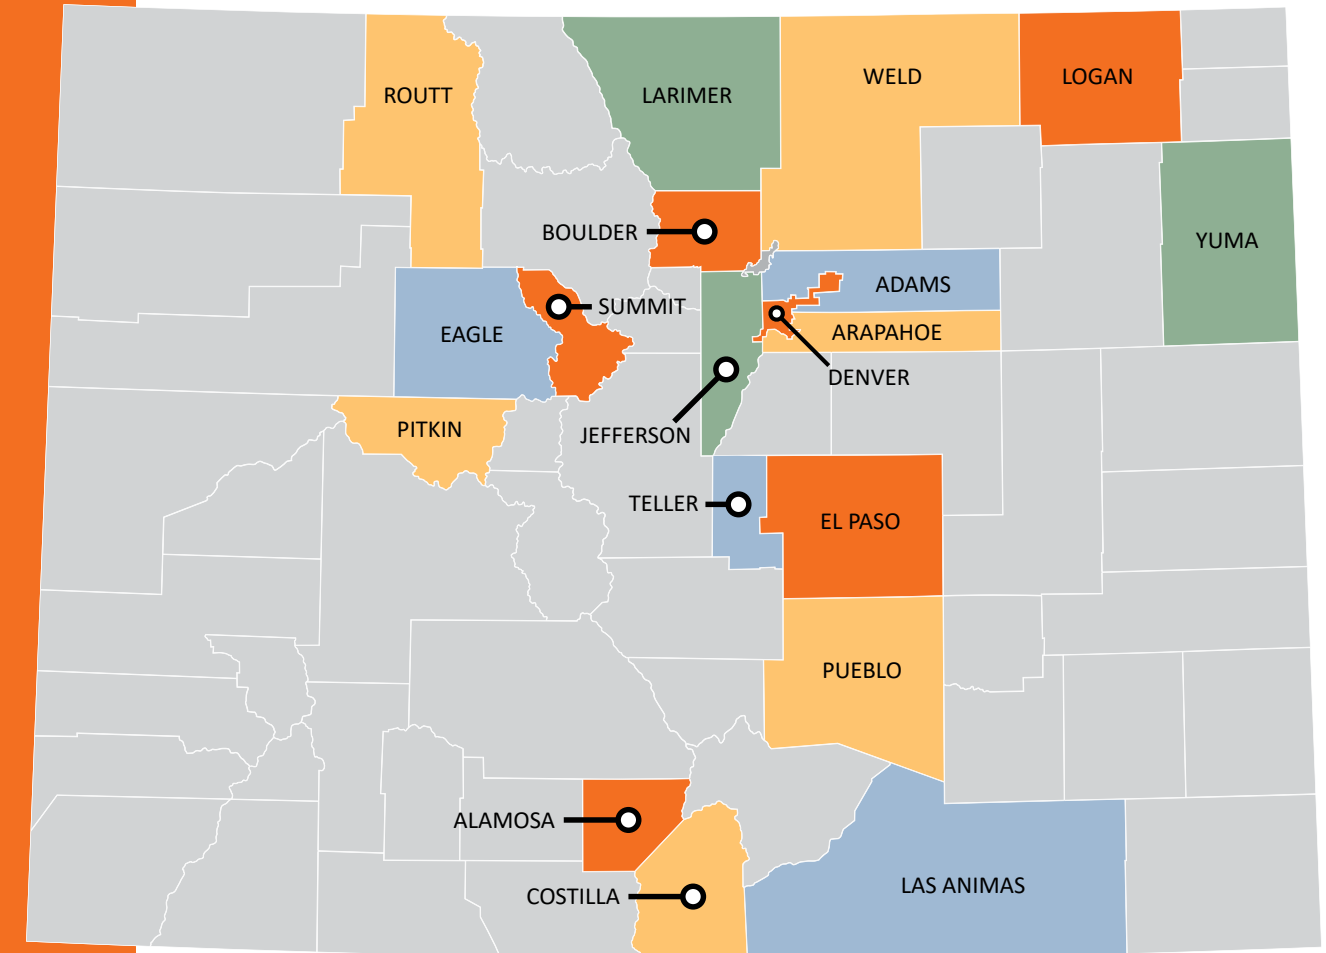 WELD
LOGAN
ROUTT
LARIMER
BOULDER
YUMA
ADAMS
SUMMIT
EAGLE
ARAPAHOE
DENVER
PITKIN
JEFFERSON
TELLER
EL PASO
PUEBLO
ALAMOSA
LAS ANIMAS
COSTILLA